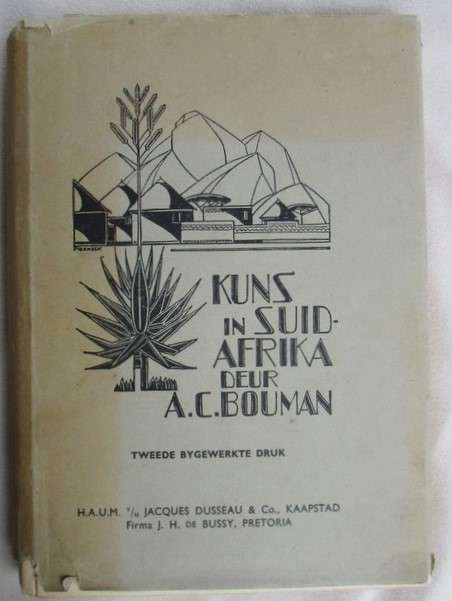 KUNS
IN SUID-
AFRIKA
DEUR
A.C.BOUMAN
TWEEDE BYGEWERKTE DRUK
H.A.U.M. V/H JACQUES DUSSEAU & Co., KAAPSTAD
Firma J. H. DE BUSSY, PRETORIA